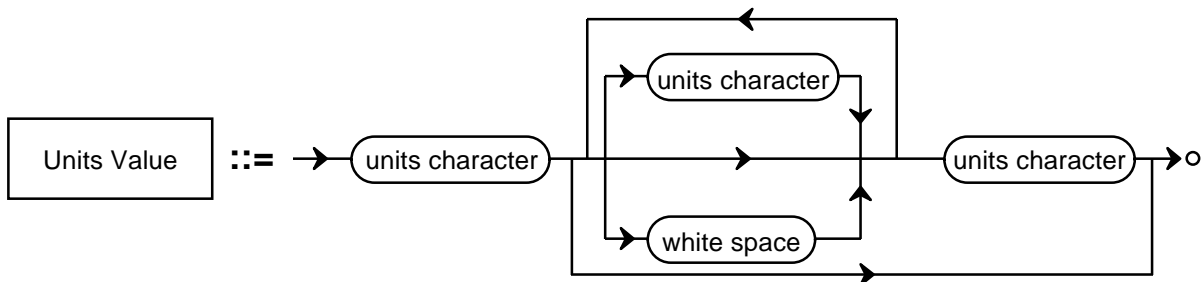 units character
Units Value ::= units character units character
white space